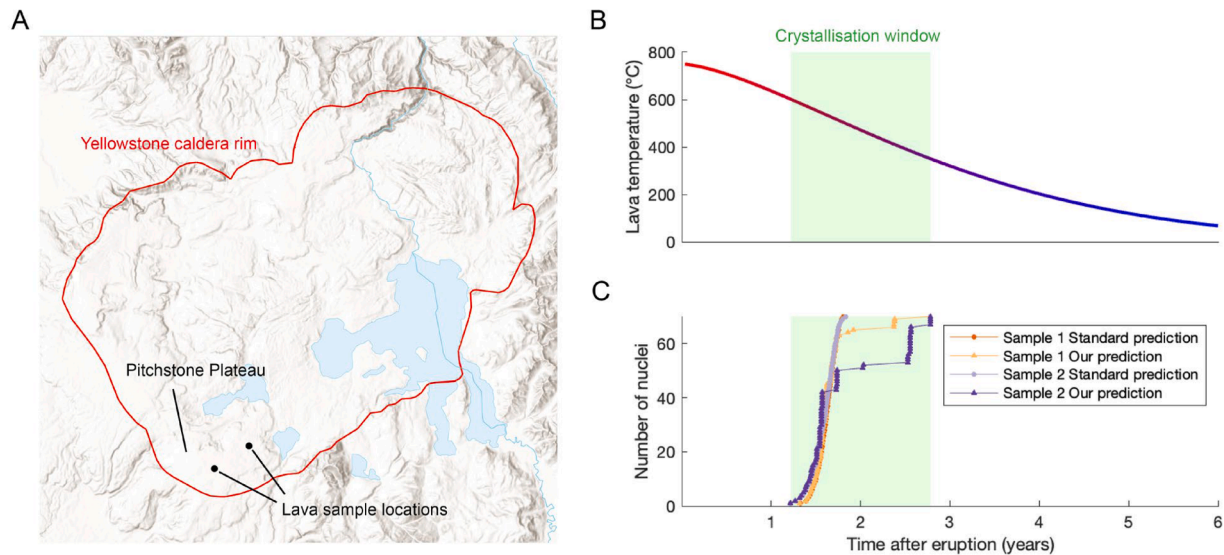 A
Yellowstone caldera rim
Pitchstone Plateau
Lava sample locations
B
Crystallisation window
Lava temperature (°C)
800
600
400
200
0
C
Number of nuclei
60
40
20
0
Sample 1 Standard prediction
Sample 1 Our prediction
Sample 2 Standard prediction
Sample 2 Our prediction
1 2 3 4 5 6
Time after eruption (years)